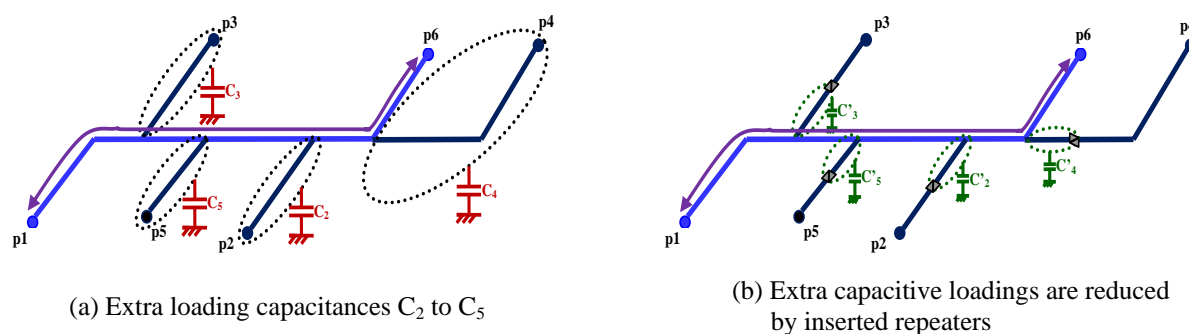 p3
p6
p4
C3
C5
C2
C4
p1
p5
p2
(a) Extra loading capacitances C2 to C5
p3
p6
C'3
C'5
C'2
C'4
p1
p5
p2
(b) Extra capacitive loadings are reduced
by inserted repeaters